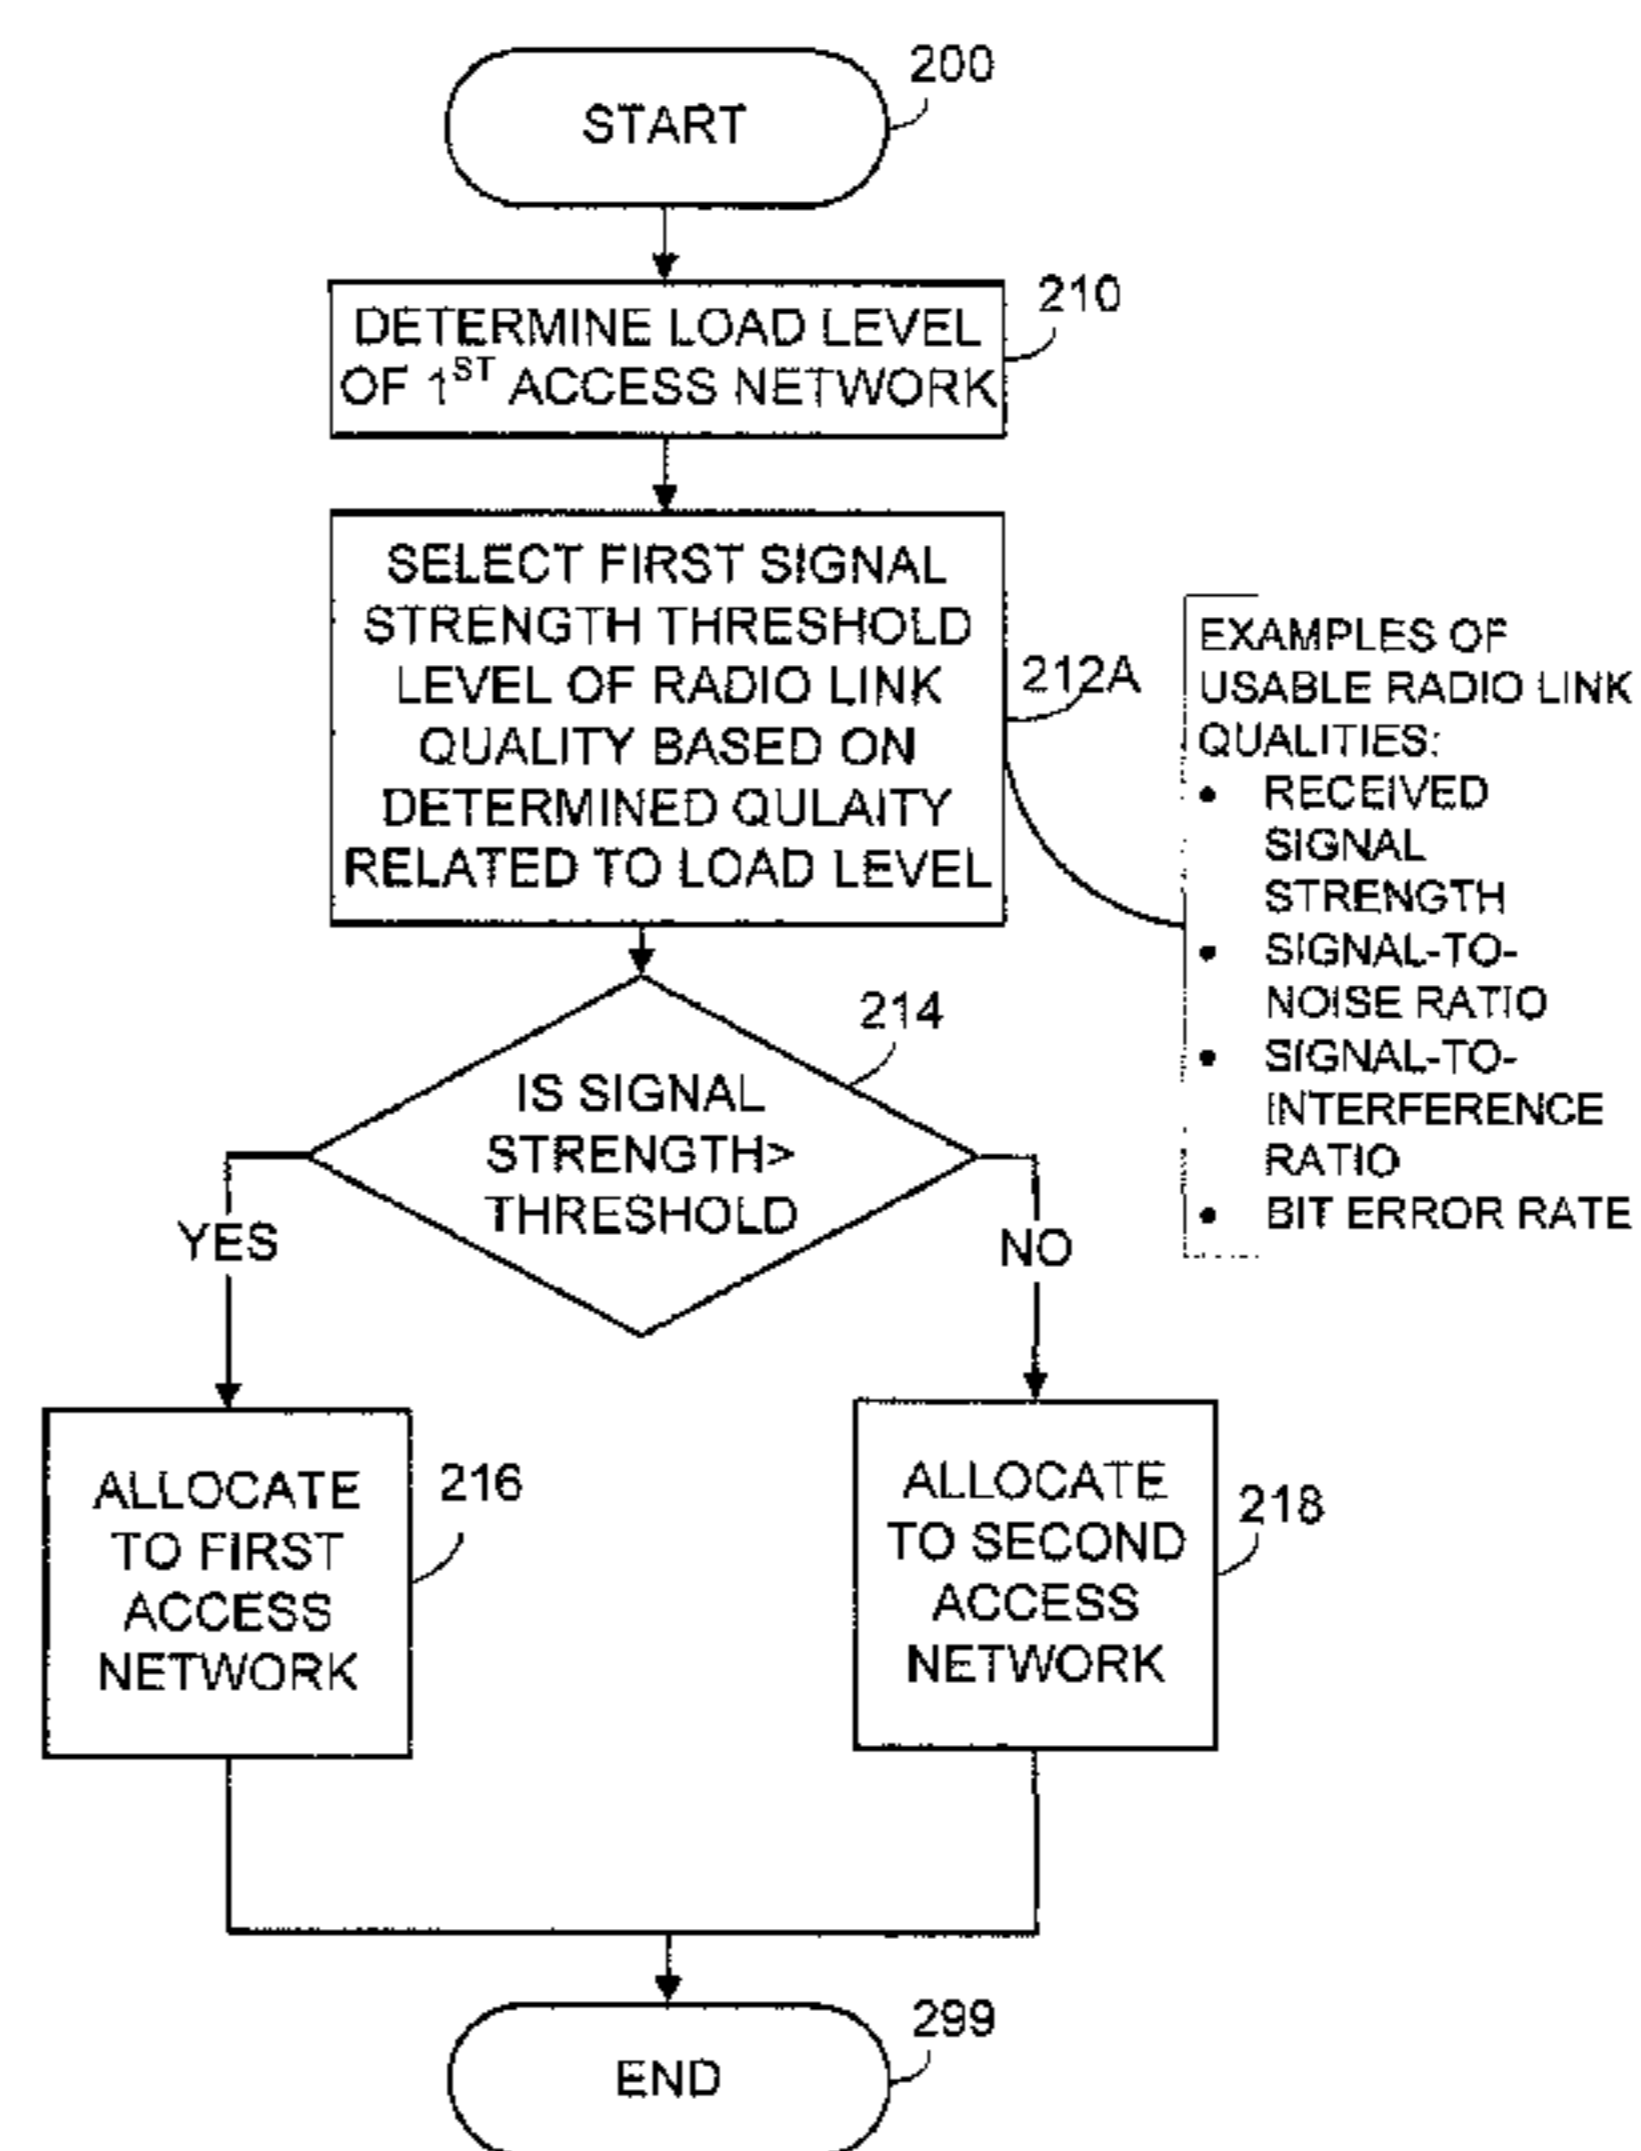 200
START
210
DETERMINE LOAD LEVEL
OF 1ST ACCESS NETWORK
SELECT FIRST SIGNAL
STRENGTH THRESHOLD
LEVEL OF RADIO LINK
QUALITY BASED ON
DETERMINED QULAITY
RELATED TO LOAD LEVEL
212A
EXAMPLES OF
USABLE RADIO LINK
QUALITIES:
• RECEIVED
SIGNAL
STRENGTH
• SIGNAL-TO-
NOISE RATIO
• SIGNAL-TO-
INTERFERENCE
RATIO
• BIT ERROR RATE
214
IS SIGNAL
STRENGTH>
THRESHOLD
YES
NO
ALLOCATE
TO FIRST
ACCESS
NETWORK
216
ALLOCATE
TO SECOND
ACCESS
NETWORK
218
299
END